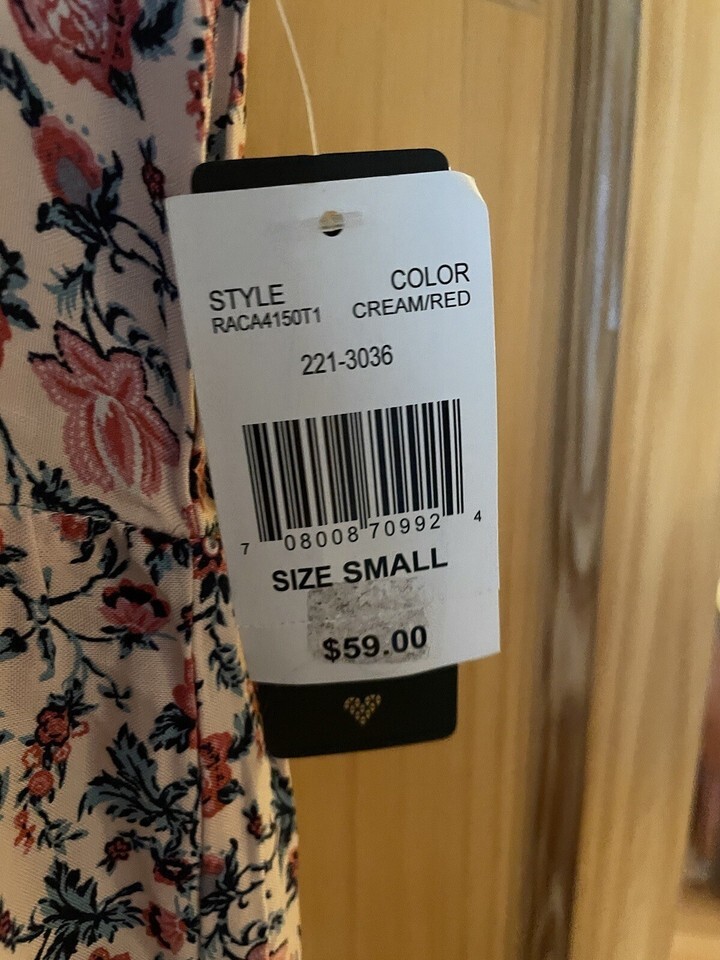 STYLE COLOR
RACA4150T1 CREAM/RED
221-3036
7 08008 70992 4
SIZE SMALL
$59.00